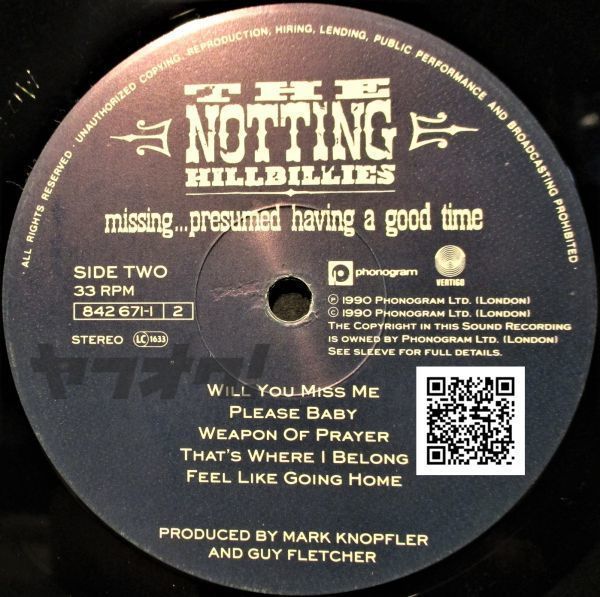 · ALL RIGHTS RESERVED · UNAUTHORIZED COPYING · REPRODUCTION, HIRING, LENDING, PUBLIC PERFORMANCE AND BROADCASTING PROHIBITED ·
THE
NOTTING
HILLBILLIES
missing...presumed having a good time
SIDE TWO
33 RPM
842 671-1 2
STEREO LC 1633
phonogram
VERTIGO
Ⓟ 1990 PHONOGRAM LTD. (LONDON)
© 1990 PHONOGRAM LTD. (LONDON)
THE COPYRIGHT IN THIS SOUND RECORDING
IS OWNED BY PHONOGRAM LTD. (LONDON)
SEE SLEEVE FOR FULL DETAILS.
ヤフオク!
WILL YOU MISS ME
PLEASE BABY
WEAPON OF PRAYER
THAT'S WHERE I BELONG
FEEL LIKE GOING HOME
PRODUCED BY MARK KNOPFLER
AND GUY FLETCHER